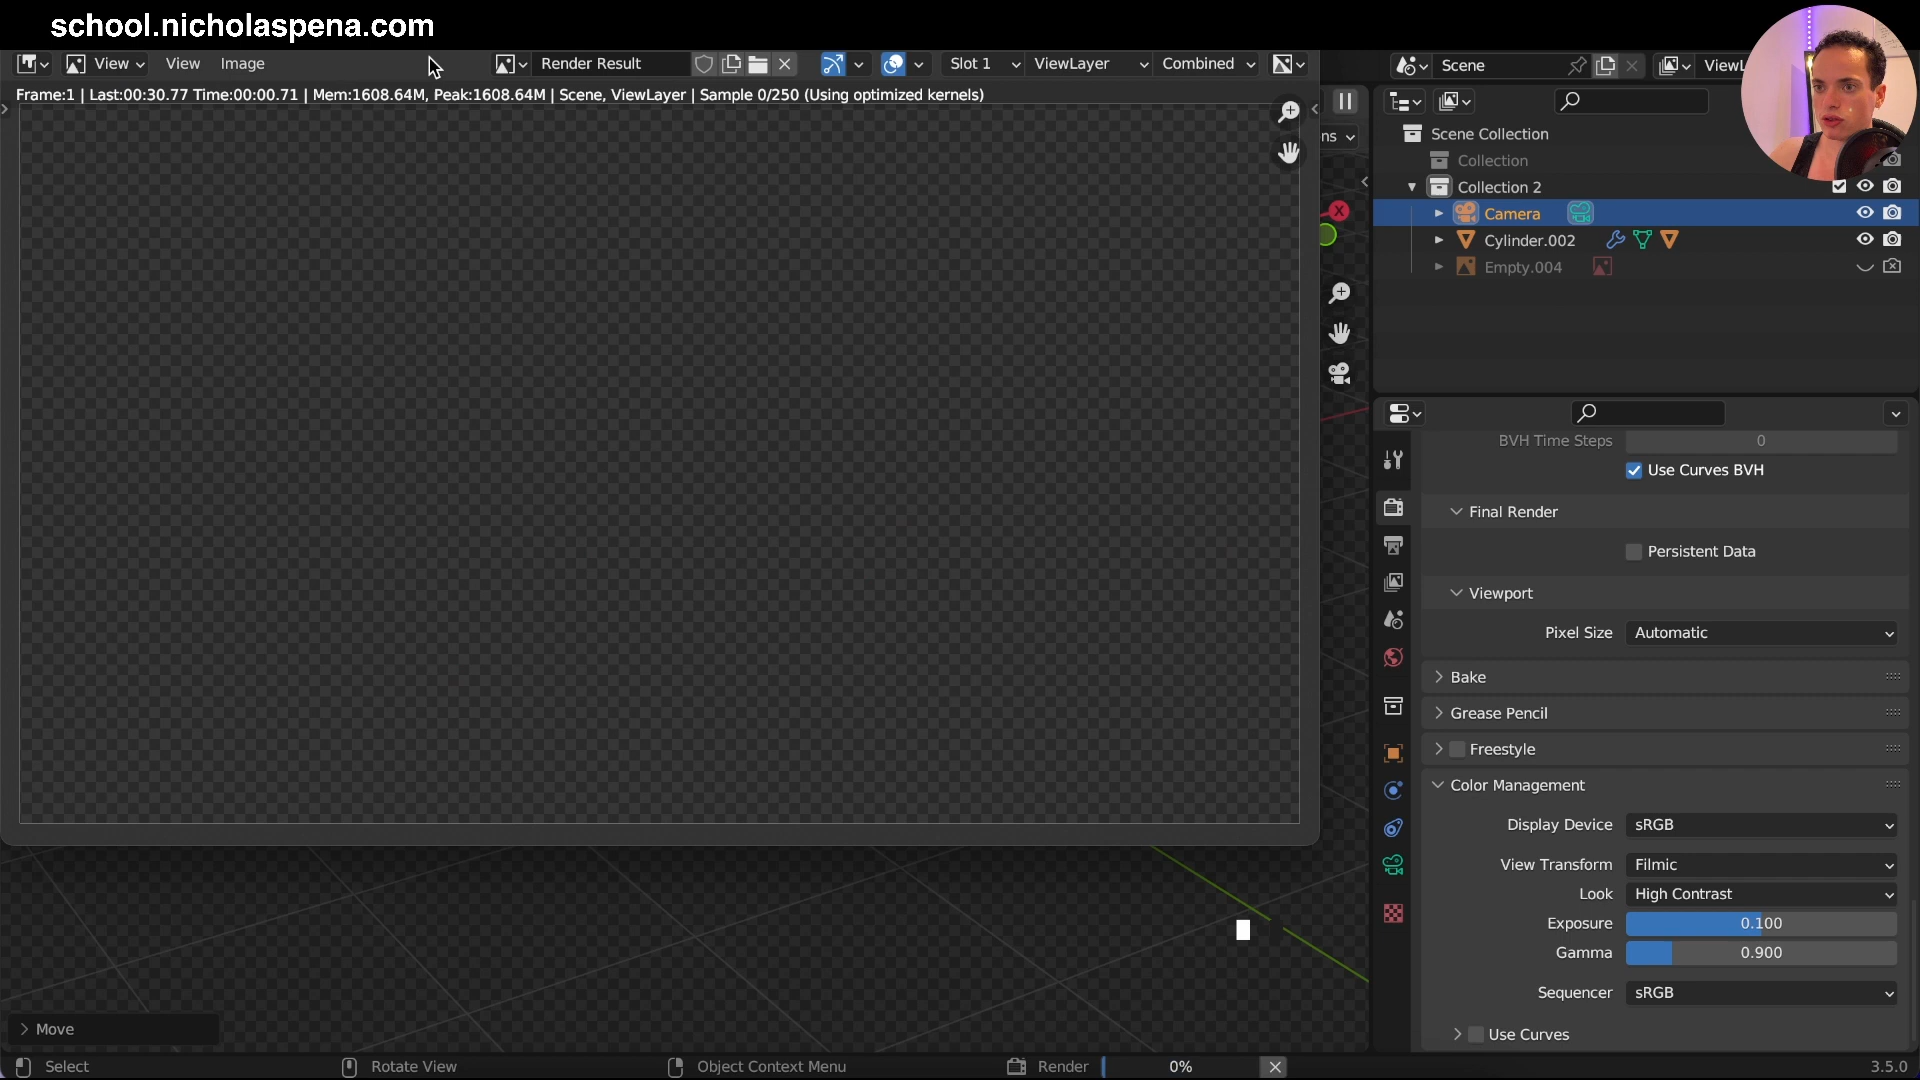 school.nicholaspena.com
View View Image Render Result Slot 1 ViewLayer Combined
Scene ViewL
Frame:1 | Last:00:30.77 Time:00:00.71 | Mem:1608.64M, Peak:1608.64M | Scene, ViewLayer | Sample 0/250 (Using optimized kernels)
ns
Scene Collection
Collection
Collection 2
Camera
Cylinder.002
Empty.004
X
BVH Time Steps 0
Use Curves BVH
Final Render
Persistent Data
Viewport
Pixel Size Automatic
Bake
Grease Pencil
Freestyle
Color Management
Display Device sRGB
View Transform Filmic
Look High Contrast
Exposure 0.100
Gamma 0.900
Sequencer sRGB
Use Curves
Move
Select Rotate View Object Context Menu Render 0% 3.5.0